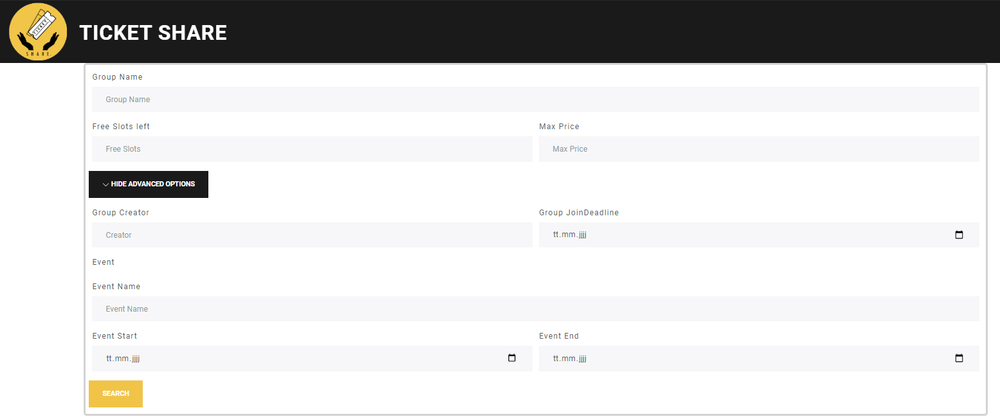 TICKET
SHARE.
TICKET SHARE
Group Name
Group Name
Free Slots left
Max Price
Free Slots
Max Price
HIDE ADVANCED OPTIONS
Group Creator
Group JoinDeadline
Creator
tt.mm.jjjj
Event
Event Name
Event Name
Event Start
Event End
tt.mm.jjjj
tt.mm.jjjj
SEARCH